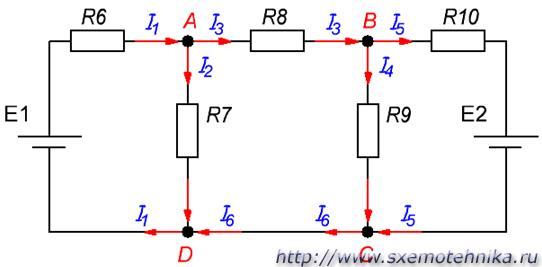 R6 I1 A I3 R8 I3 B I5 R10
I2 I4
E1 R7 R9 E2
I1 D I6 I6 C I5
http://www.sxemotehnika.ru